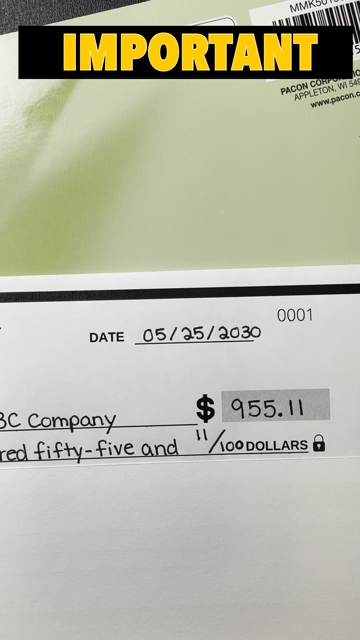 IMPORTANT
PACON
APPLETON, WI
www.pacon.c
0001
DATE 05/25/2030
BC Company $ 955.11
red fifty-five and 11/100 DOLLARS